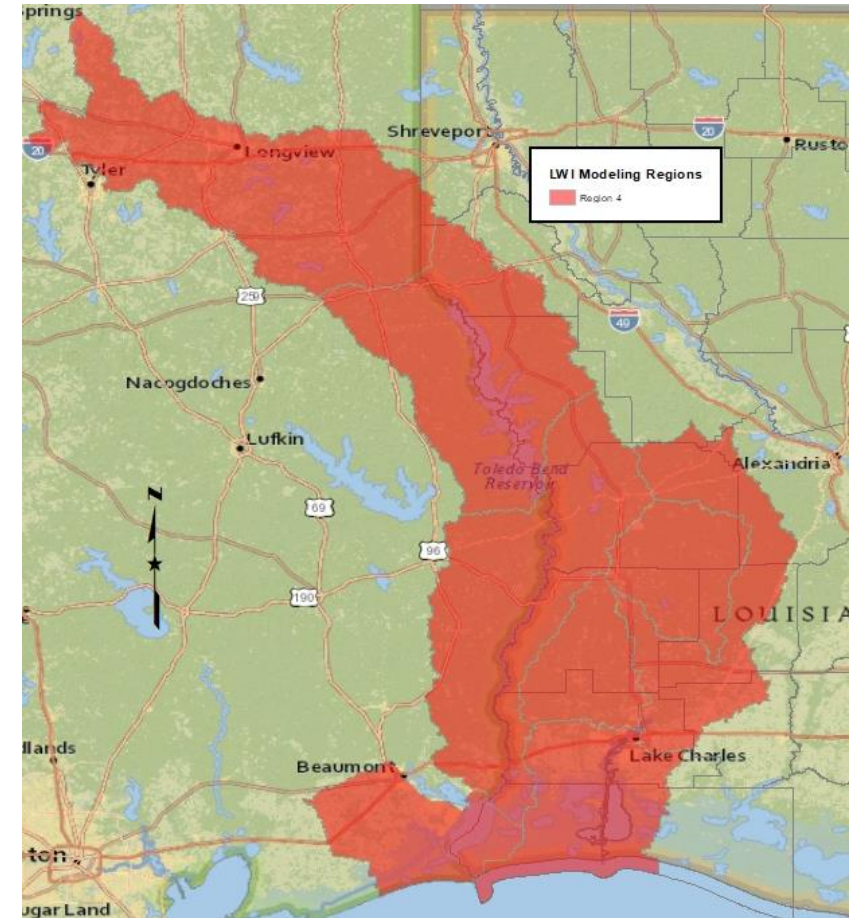 prings
Shreveport
20
Rusto
20
Longview
Tyler
LWI Modeling Regions
Region 4
259
49
Nacogdoches
Lufkin
Alexandria
Toledo Bend
Reservoir
N
69
96
190
LOUISIA
dlands
Lake Charles
Beaumont
ton
ugar Land